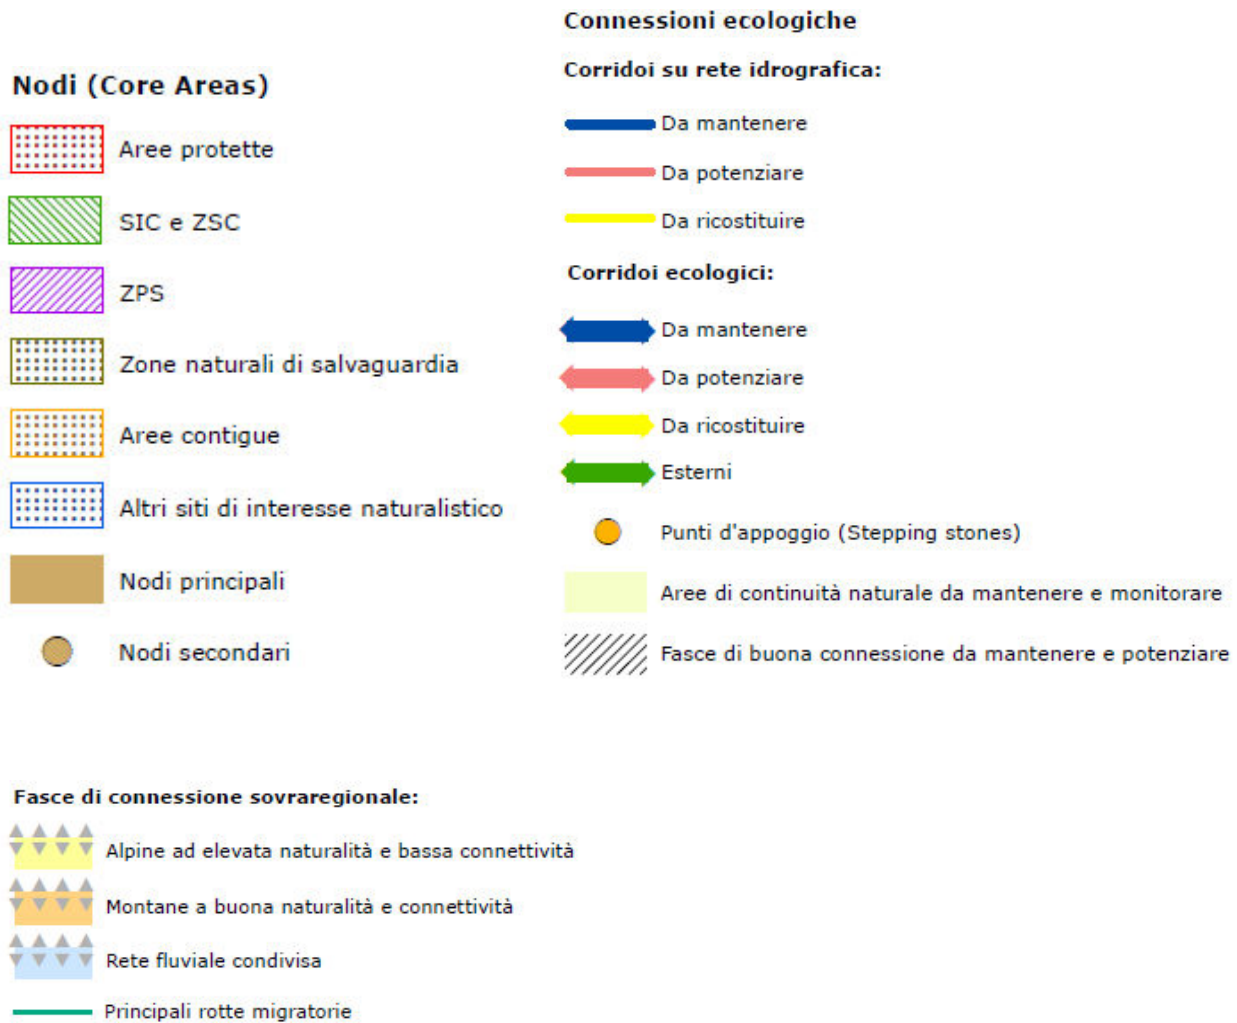 Nodi (Core Areas)
Aree protette
SIC e ZSC
ZPS
Zone naturali di salvaguardia
Aree contigue
Altri siti di interesse naturalistico
Nodi principali
Nodi secondari
Connessioni ecologiche
Corridoi su rete idrografica:
Da mantenere
Da potenziare
Da ricostituire
Corridoi ecologici:
Da mantenere
Da potenziare
Da ricostituire
Esterni
Punti d'appoggio (Stepping stones)
Aree di continuità naturale da mantenere e monitorare
Fasce di buona connessione da mantenere e potenziare
Fasce di connessione sovraregionale:
Alpine ad elevata naturalità e bassa connettività
Montane a buona naturalità e connettività
Rete fluviale condivisa
Principali rotte migratorie